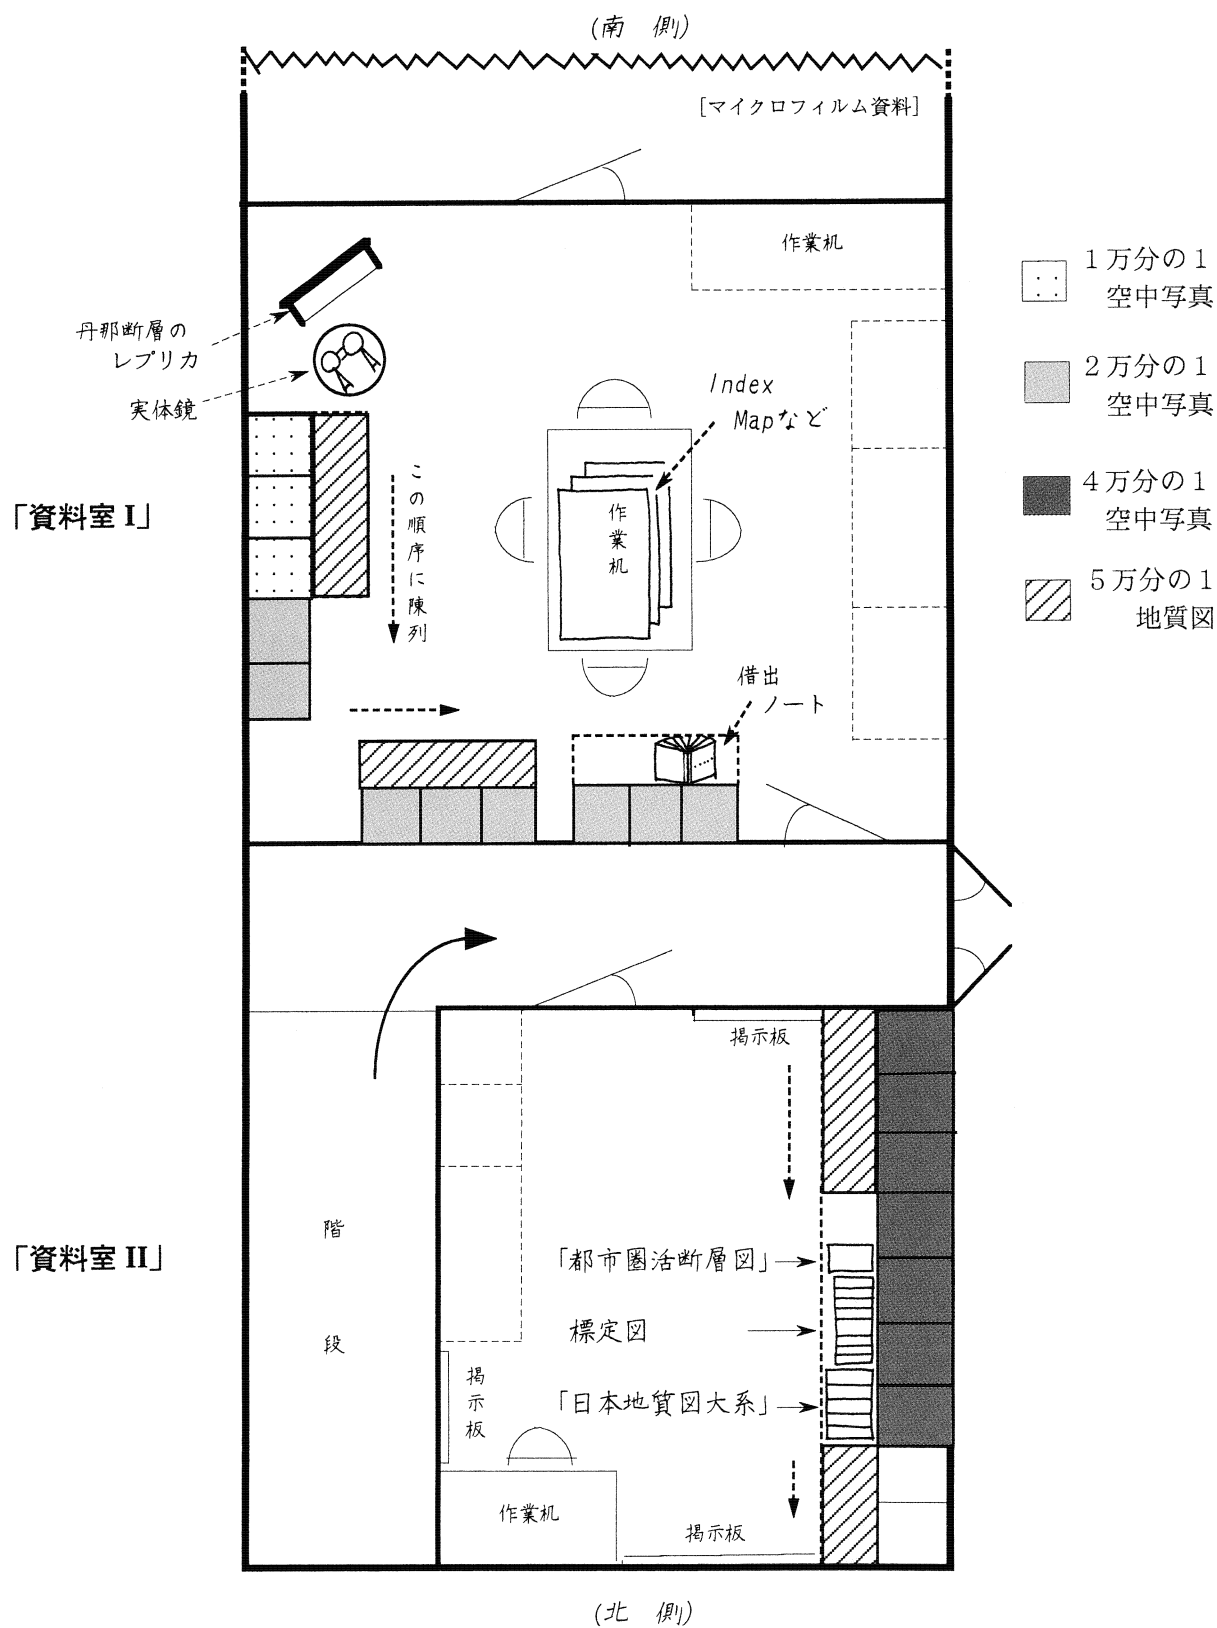 (南 側)
[マイクロフィルム資料]
作業机
１万分の１
空中写真
丹那断層の
レプリカ
２万分の１
空中写真
実体鏡
Index
Mapなど
この順序に陳列
「資料室 I」
作業机
４万分の１
空中写真
５万分の１
地質図
借出
ノート
掲示板
階段
「資料室 II」
「都市圏活断層図」
標定図
掲示板
「日本地質図大系」
作業机
掲示板
(北 側)